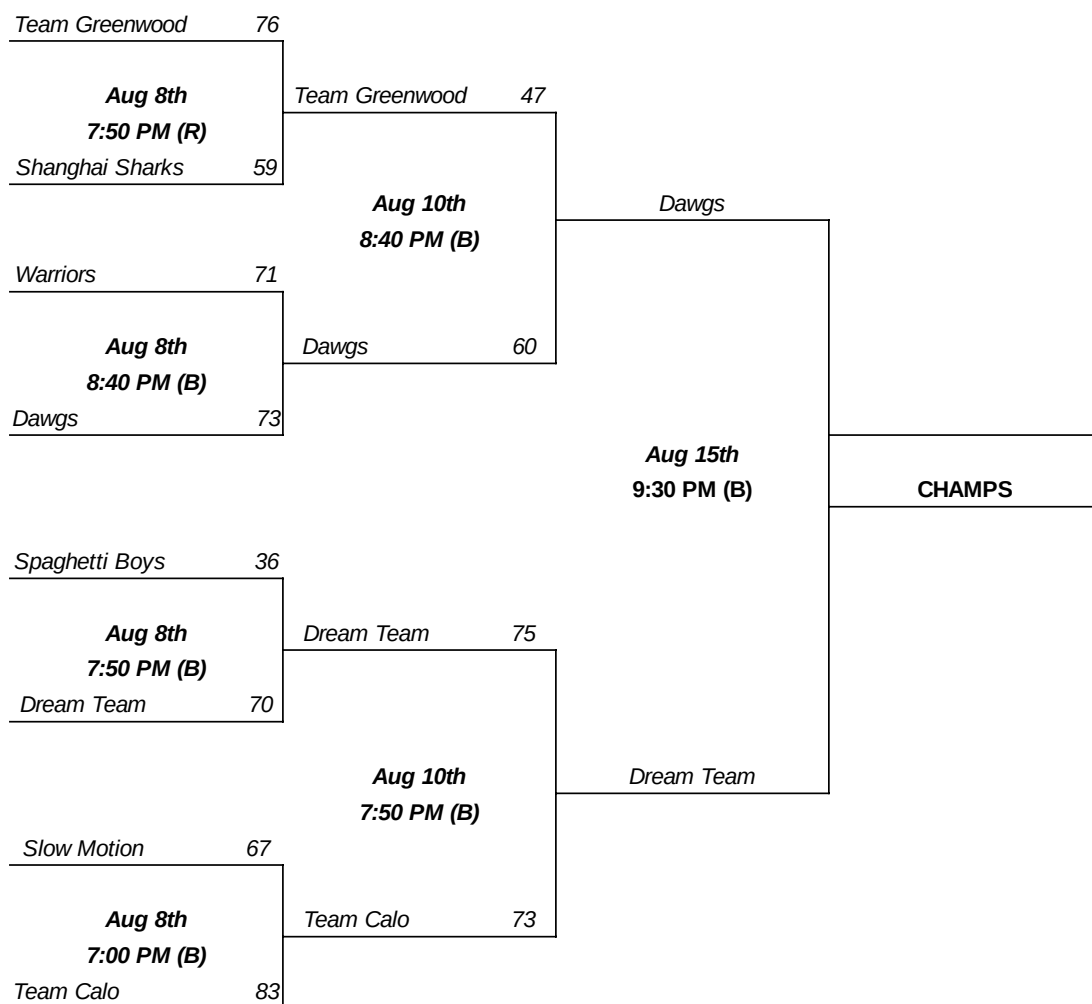 Team Greenwood 76
Aug 8th
7:50 PM (R)
Shanghai Sharks 59
Team Greenwood 47
Warriors 71
Aug 8th
8:40 PM (B)
Dawgs 73
Aug 10th
8:40 PM (B)
Dawgs 60
Dawgs
Spaghetti Boys 36
Aug 8th
7:50 PM (B)
Dream Team 70
Dream Team 75
Slow Motion 67
Aug 8th
7:00 PM (B)
Team Calo 83
Aug 10th
7:50 PM (B)
Team Calo 73
Dream Team
Aug 15th
9:30 PM (B)
CHAMPS